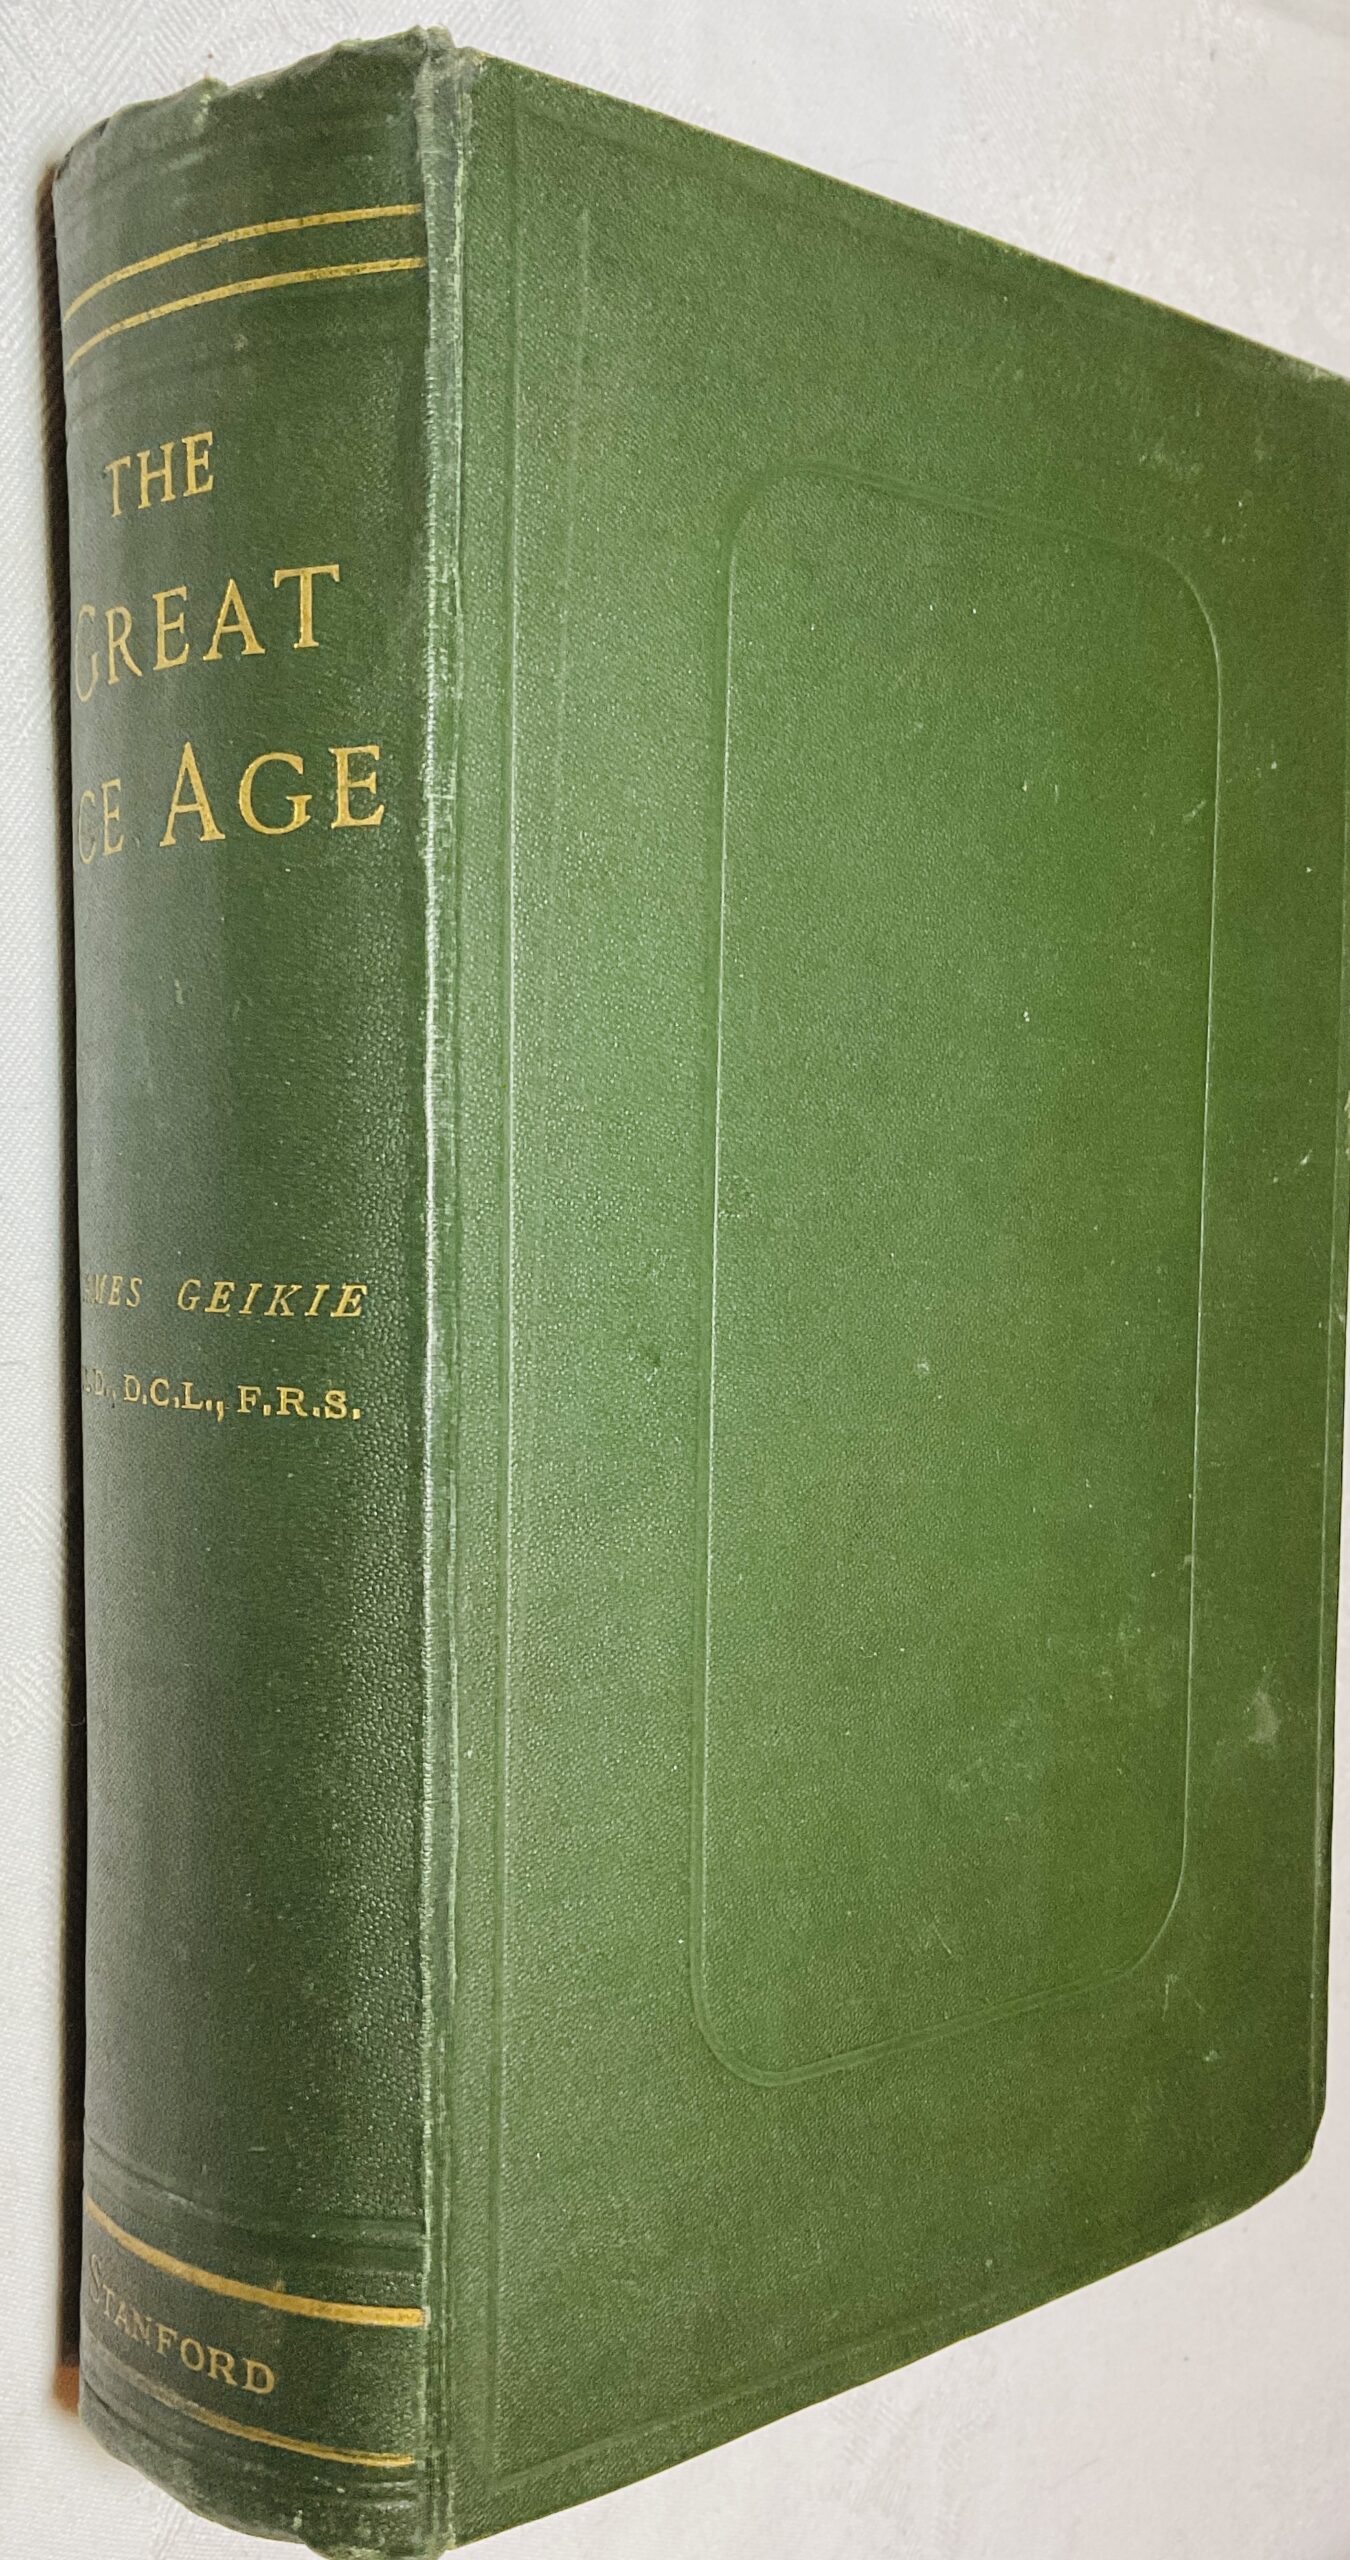 THE
GREAT
CE AGE
AMES GEIKIE
L.D., D.C.L., F.R.S.
STANFORD